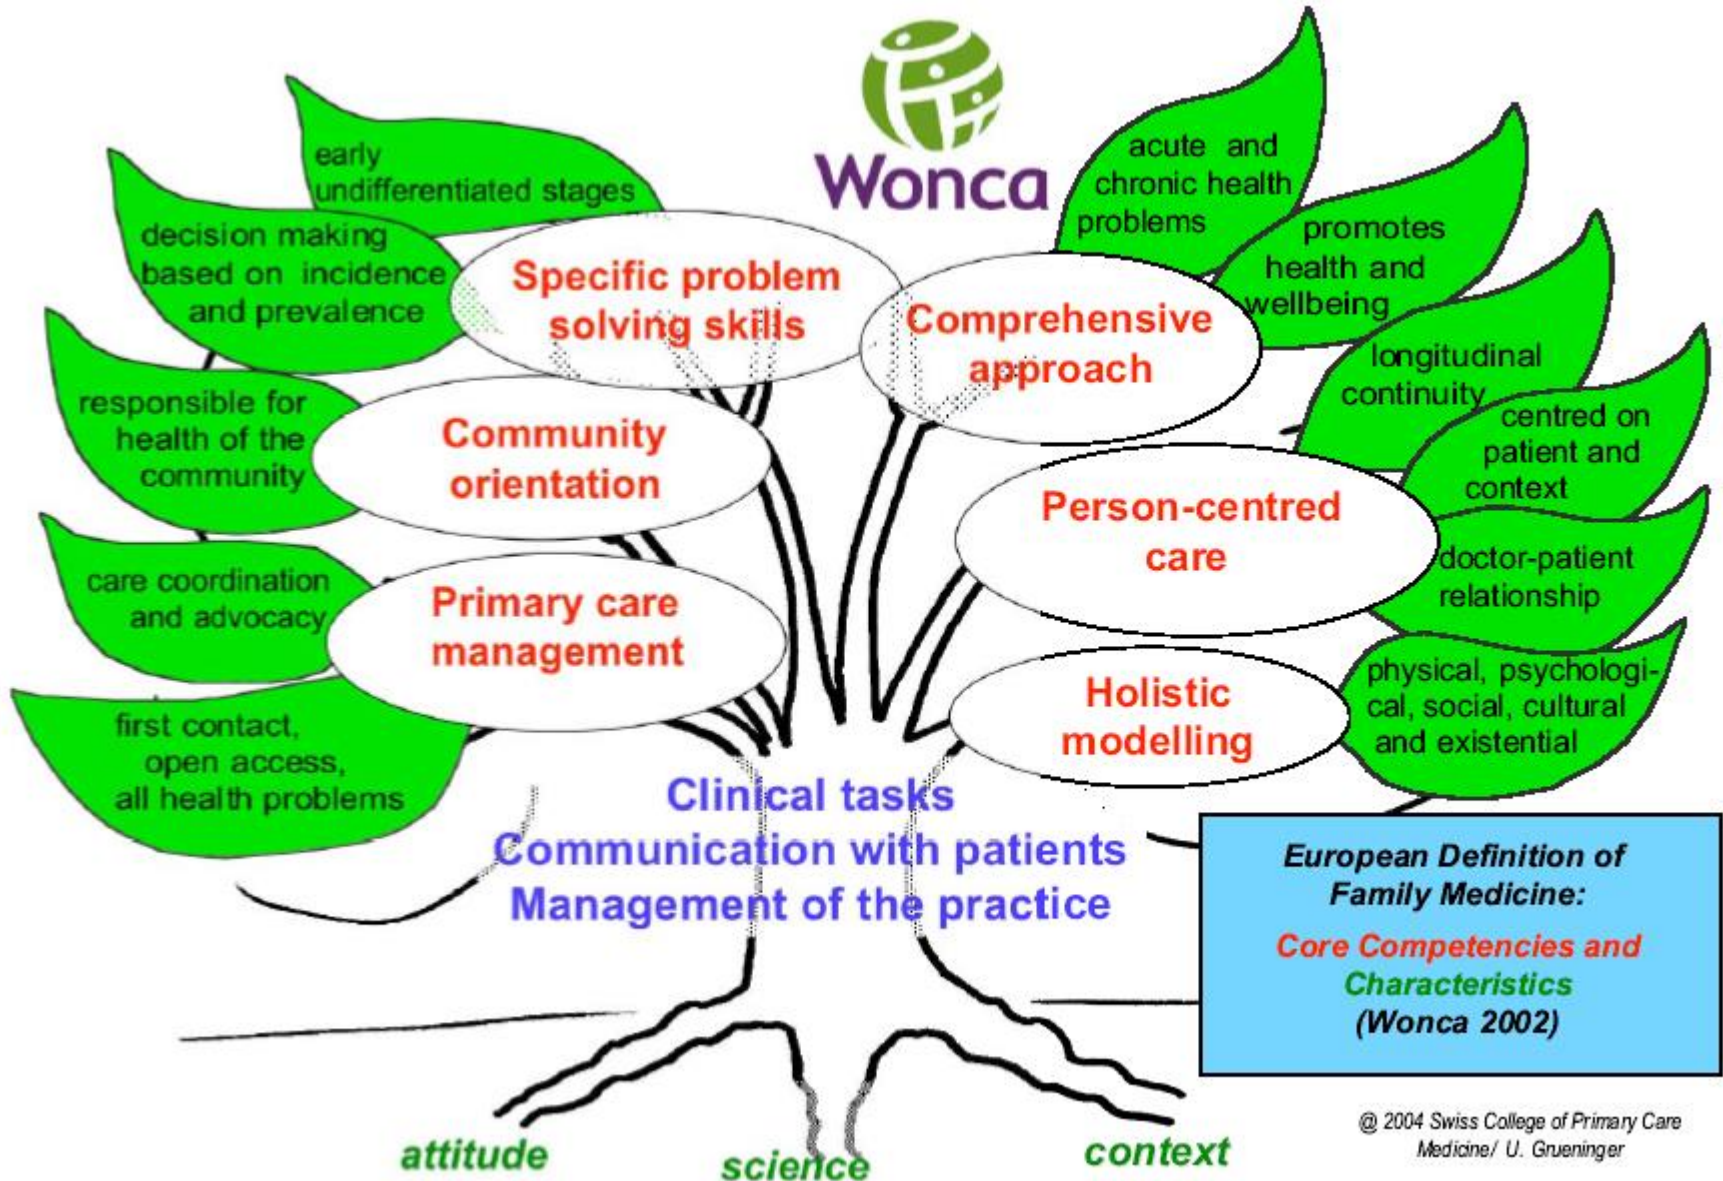 Wonca
early
undifferentiated stages
decision making
based on incidence
and prevalence
responsible for
health of the
community
care coordination
and advocacy
first contact,
open access,
all health problems
Specific problem
solving skills
Community
orientation
Primary care
management
Comprehensive
approach
Person-centred
care
Holistic
modelling
acute and
chronic health
problems
promotes
health and
wellbeing
longitudinal
continuity
centred on
patient and
context
doctor-patient
relationship
physical, psychologi-
cal, social, cultural
and existential
Clinical tasks
Communication with patients
Management of the practice
European Definition of
Family Medicine:
Core Competencies and
Characteristics
(Wonca 2002)
attitude
science
context
@ 2004 Swiss College of Primary Care
Medicine/ U. Grueninger